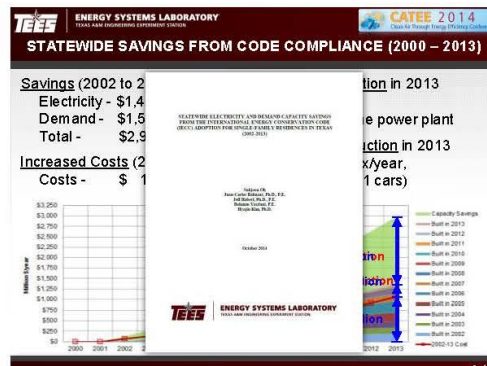 TEES ENERGY SYSTEMS LABORATORY
TEXAS A&M ENGINEERING EXPERIMENT STATION
CATEE 2014
Clean Air Through Energy Efficiency Conference
STATEWIDE SAVINGS FROM CODE COMPLIANCE (2000 – 2013)
Savings (2002 to 2
Electricity - $1,4
Demand - $1,5
Total - $2,9
Increased Costs (2
Costs - $ 1
tion in 2013
e power plant
uction in 2013
x/year,
1 cars)
STATEWIDE ELECTRICITY AND DEMAND CAPACITY SAVINGS
FROM THE INTERNATIONAL ENERGY CONSERVATION CODE
(IECC) ADOPTION FOR SINGLE-FAMILY RESIDENCES IN TEXAS
(2002-2013)
October 2014
TEES ENERGY SYSTEMS LABORATORY
TEXAS A&M ENGINEERING EXPERIMENT STATION
Million $/year
$3,250
$3,000
$2,750
$2,500
$2,250
$2,000
$1,750
$1,500
$1,250
$1,000
$750
$500
$250
$0
2000 2001 2002 2
2012 2013
Capacity Savings
Built in 2013
Built in 2012
Built in 2011
Built in 2010
Built in 2009
Built in 2008
Built in 2007
Built in 2006
Built in 2005
Built in 2004
Built in 2003
Built in 2002
2002-13 Cost